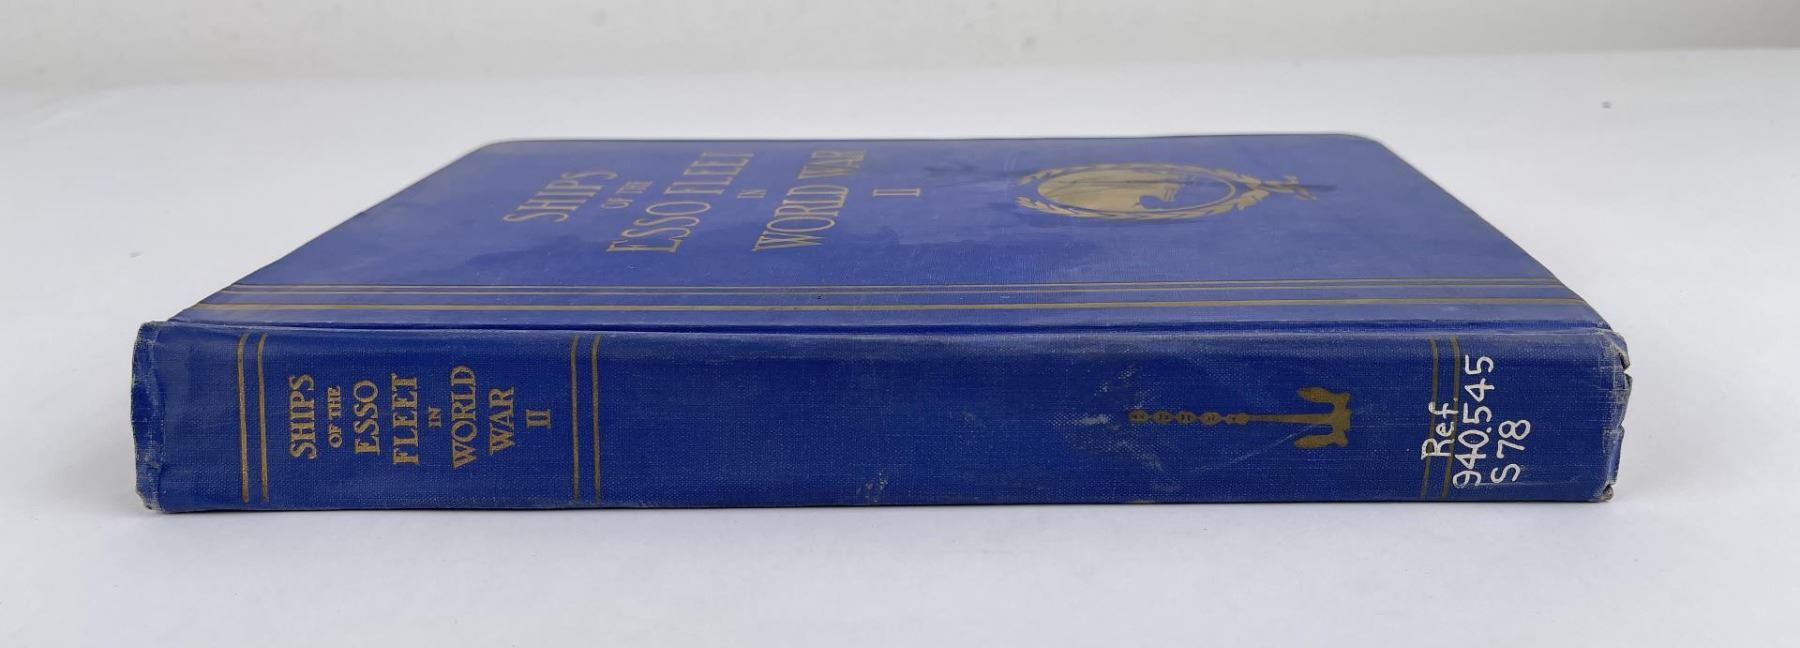 SHIPS
OF THE
ESSO FLEET
IN
WORLD WAR
II
SHIPS
OF THE
ESSO
FLEET
IN
WORLD
WAR
II
Ref.
940.545
S78